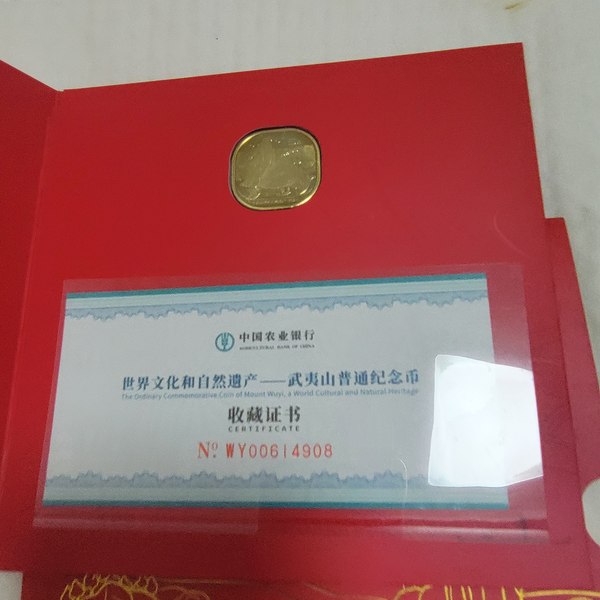 中国农业银行
AGRICULTURAL BANK OF CHINA
世界文化和自然遗产——武夷山普通纪念币
The Ordinary Commemorative Coin of Mount Wuyi, a World Cultural and Natural Heritage
收藏证书
CERTIFICATE
Nº. WY00614908